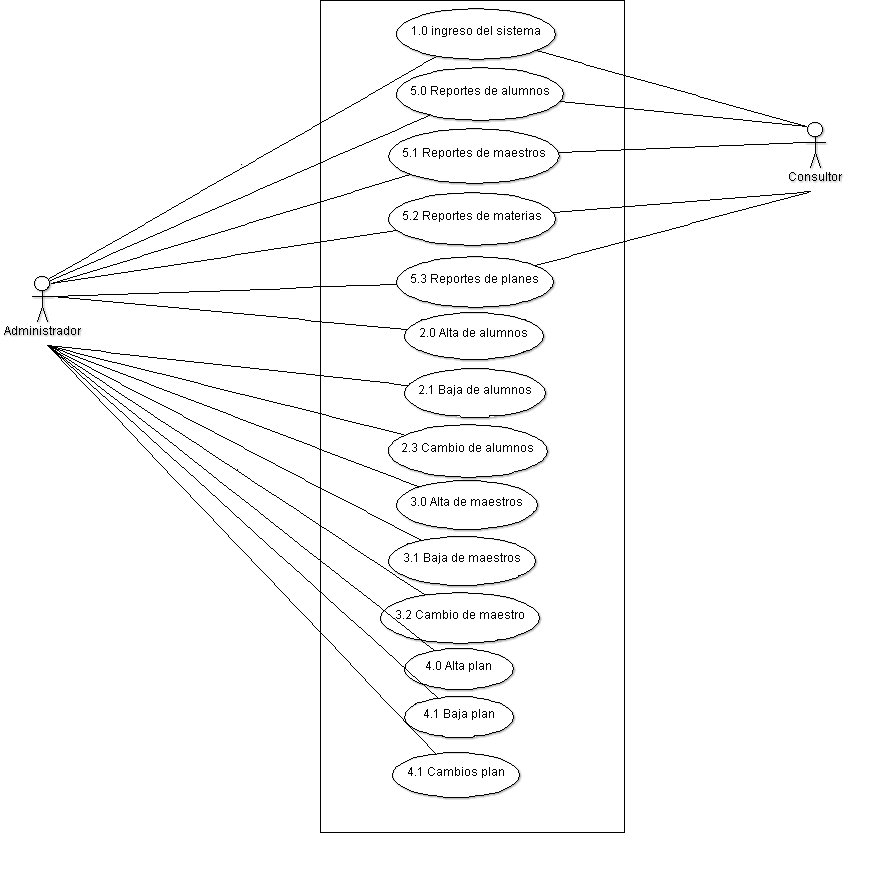 1.0 ingreso del sistema
5.0 Reportes de alumnos
5.1 Reportes de maestros
Consultor
5.2 Reportes de materias
5.3 Reportes de planes
Administrador
2.0 Alta de alumnos
2.1 Baja de alumnos
2.3 Cambio de alumnos
3.0 Alta de maestros
3.1 Baja de maestros
3.2 Cambio de maestro
4.0 Alta plan
4.1 Baja plan
4.1 Cambios plan